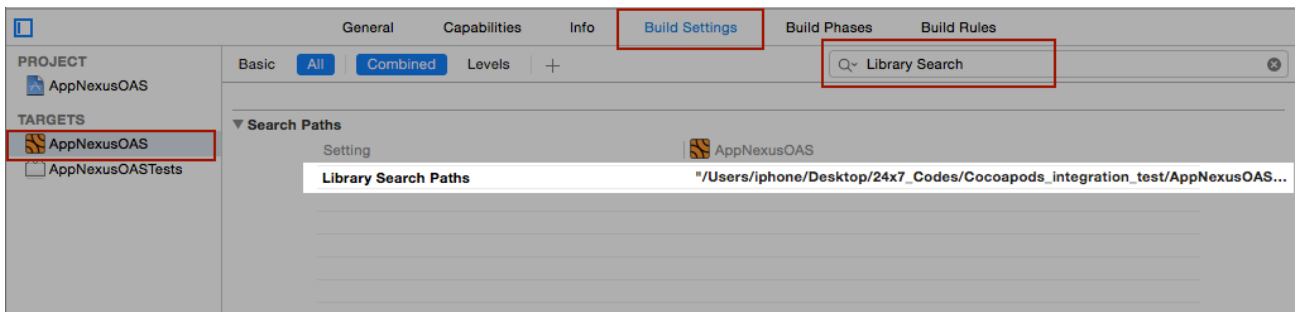 General Capabilities Info Build Settings Build Phases Build Rules
PROJECT
AppNexusOAS
TARGETS
AppNexusOAS
AppNexusOASTests
Basic All Combined Levels +
Library Search
Search Paths
Setting AppNexusOAS
Library Search Paths "/Users/iphone/Desktop/24x7_Codes/Cocoapods_integration_test/AppNexusOAS...